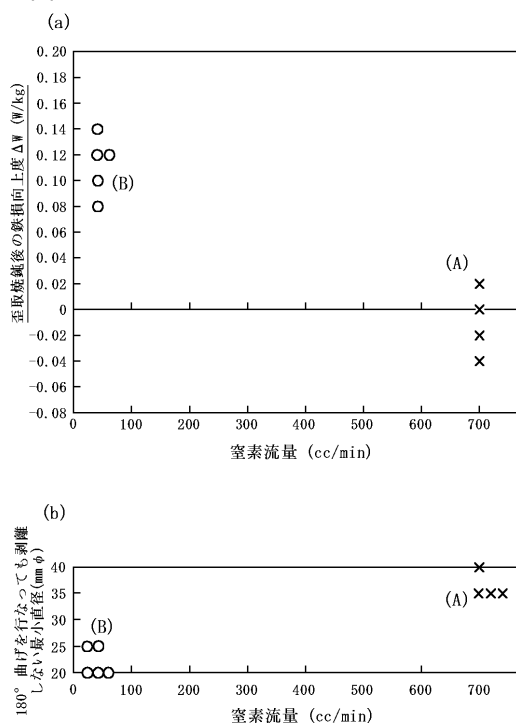 (a)
歪取焼鈍後の鉄損向上度 ΔW (W/kg)
0.20
0.18
0.16
0.14
0.12
0.10
0.08
0.06
0.04
0.02
0
-0.02
-0.04
-0.06
-0.08
(B)
(A)
0 100 200 300 400 500 600 700
窒素流量 (cc/min)
(b)
180° 曲げを行なっても剥離
しない最小直径(mmφ)
40
35
30
25
20
(B)
(A)
0 100 200 300 400 500 600 700
窒素流量 (cc/min)